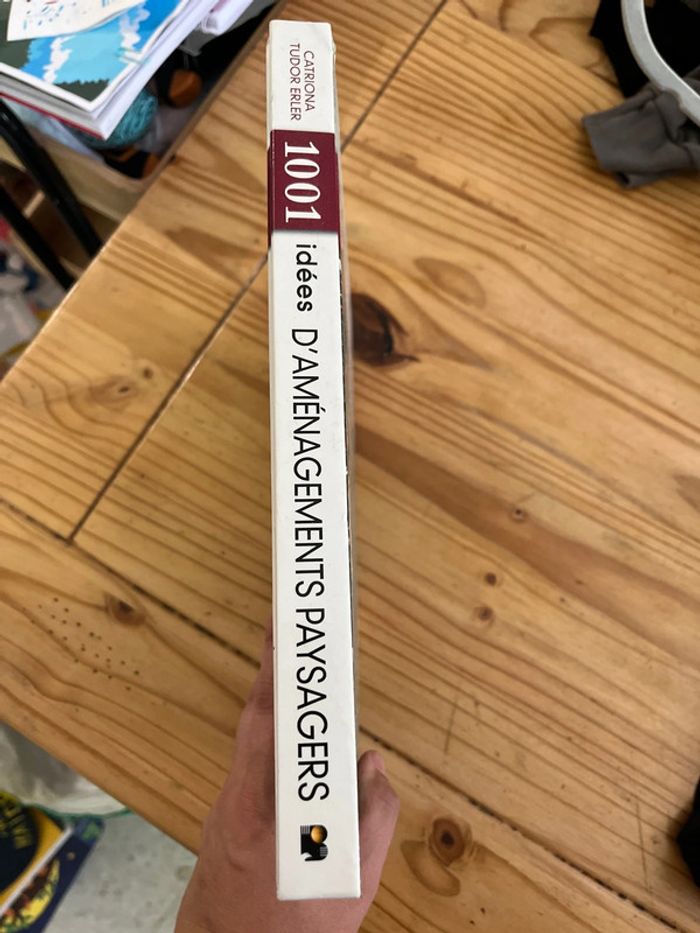 CATRIONA
TUDOR ERLER
1001
idées D'AMÉNAGEMENTS PAYSAGERS